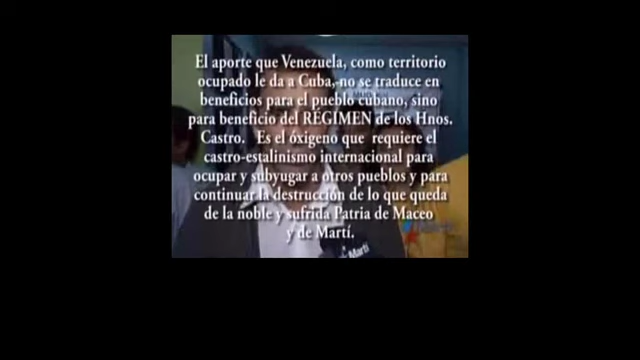 El aporte que Venezuela, como territorio
ocupado le da a Cuba, no se traduce en
beneficios para el pueblo cubano, sino
para beneficio del RÉGIMEN de los Hnos.
Castro. Es el óxigeno que requiere el
castro-estalinismo internacional para
ocupar y subyugar a otros pueblos y para
continuar la destrucción de lo que queda
de la noble y sufrida Patria de Maceo
y de Martí.
Martí